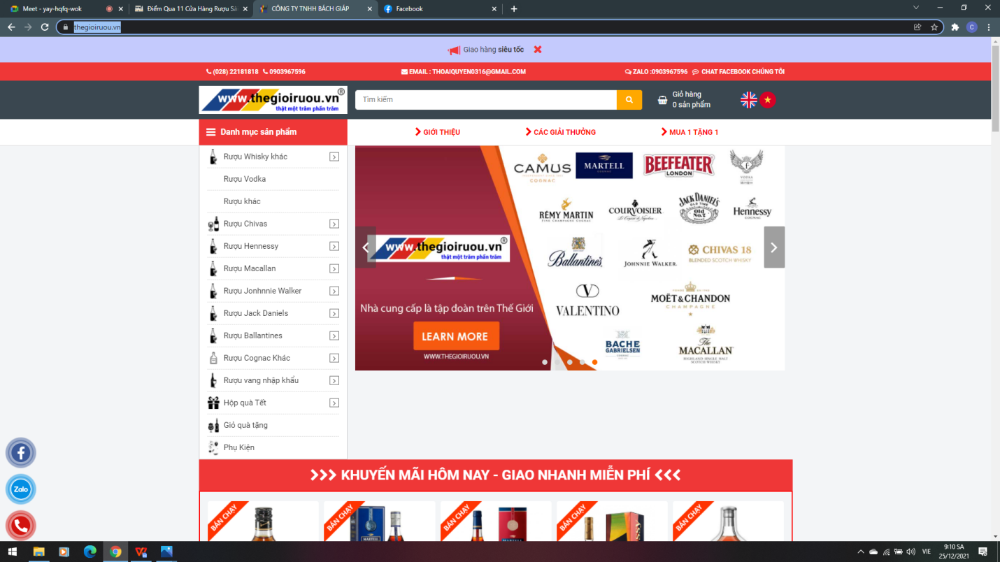 Meet - yay-hqfq-wok
Điểm Qua 11 Cửa Hàng Rượu Sà
CÔNG TY TNHH BÁCH GIÁP
Facebook
thegioiruou.vn
C
Giao hàng siêu tốc
(028) 22181818 0903967596
EMAIL : THOAIQUYEN0316@GMAIL.COM
ZALO :0903967596 CHAT FACEBOOK CHÚNG TÔI
www.thegioiruou.vn®
thật một trăm phần trăm
Tìm kiếm
Giỏ hàng
0 sản phẩm
Danh mục sản phẩm
GIỚI THIỆU
CÁC GIẢI THƯỞNG
MUA 1 TẶNG 1
Rượu Whisky khác
Rượu Vodka
Rượu khác
Rượu Chivas
Rượu Hennessy
Rượu Macallan
Rượu Jonhnnie Walker
Rượu Jack Daniels
Rượu Ballantines
Rượu Cognac Khác
Rượu vang nhập khẩu
Hộp quà Tết
Giỏ quà tặng
Phụ Kiện
www.thegioiruou.vn®
thật một trăm phần trăm
Nhà cung cấp là tập đoàn trên Thế Giới
LEARN MORE
WWW.THEGIOIRUOU.VN
CAMUS
COGNAC
MARTELL
COGNAC
BEEFEATER
LONDON
f
VODKA
RÉMY MARTIN
FINE CHAMPAGNE COGNAC
COURVOISIER
Le Cognac de Napoleon
JACK DANIEL'S
OLD TIME
Old No.7
BRAND
Hennessy
COGNAC
Ballantine's
JOHNNIE WALKER.
CHIVAS 18
BLENDED SCOTCH WHISKY
V
VALENTINO
MOËT & CHANDON
CHAMPAGNE
BACHE
GABRIELSEN
COGNAC
The
MACALLAN
HIGHLAND SINGLE MALT
SCOTCH WHISKY
Zalo
KHUYẾN MÃI HÔM NAY - GIAO NHANH MIỄN PHÍ
BÁN CHẠY
BÁN CHẠY
BÁN CHẠY
BÁN CHẠY
BÁN CHẠY
MARTELL
VIE
9:10 SA
25/12/2021